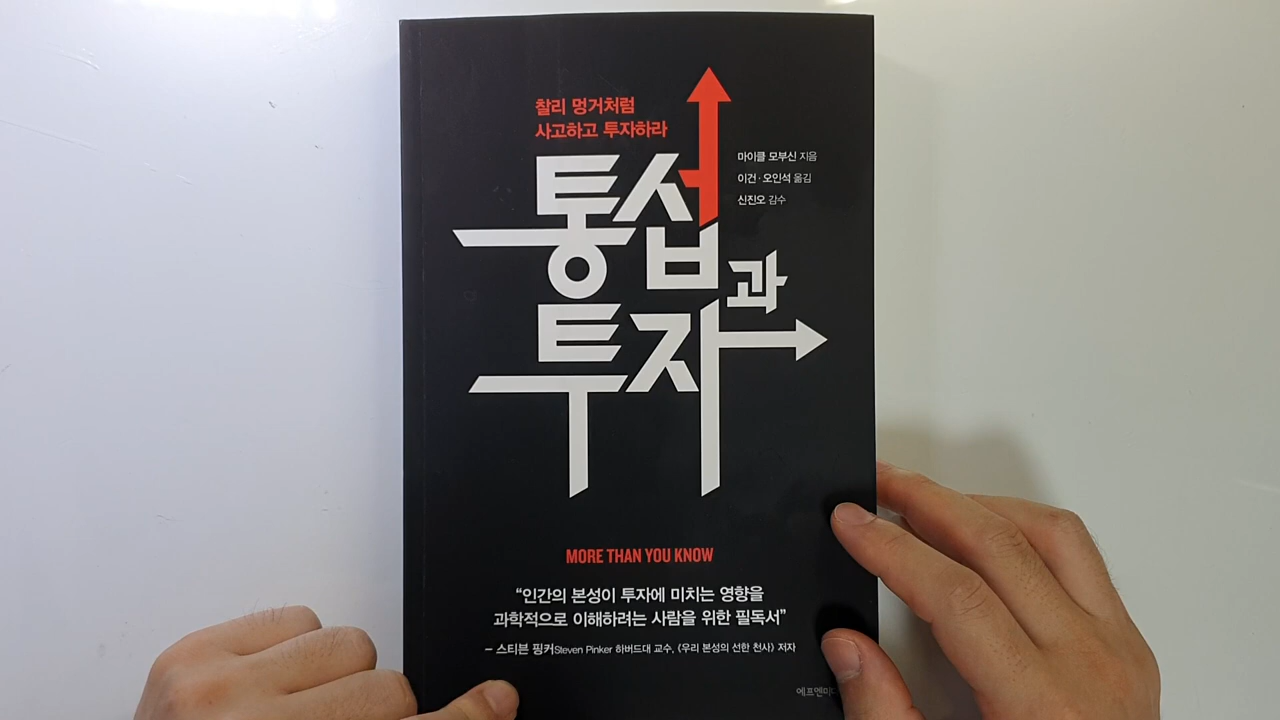 찰리 멍거처럼
사고하고 투자하라
통섭과
투자
마이클 모부신 지음
이건·오인석 옮김
신진오 감수
MORE THAN YOU KNOW
“인간의 본성이 투자에 미치는 영향을
과학적으로 이해하려는 사람을 위한 필독서”
– 스티븐 핑커Steven Pinker 하버드대 교수, 《우리 본성의 선한 천사》 저자
에프엔미디